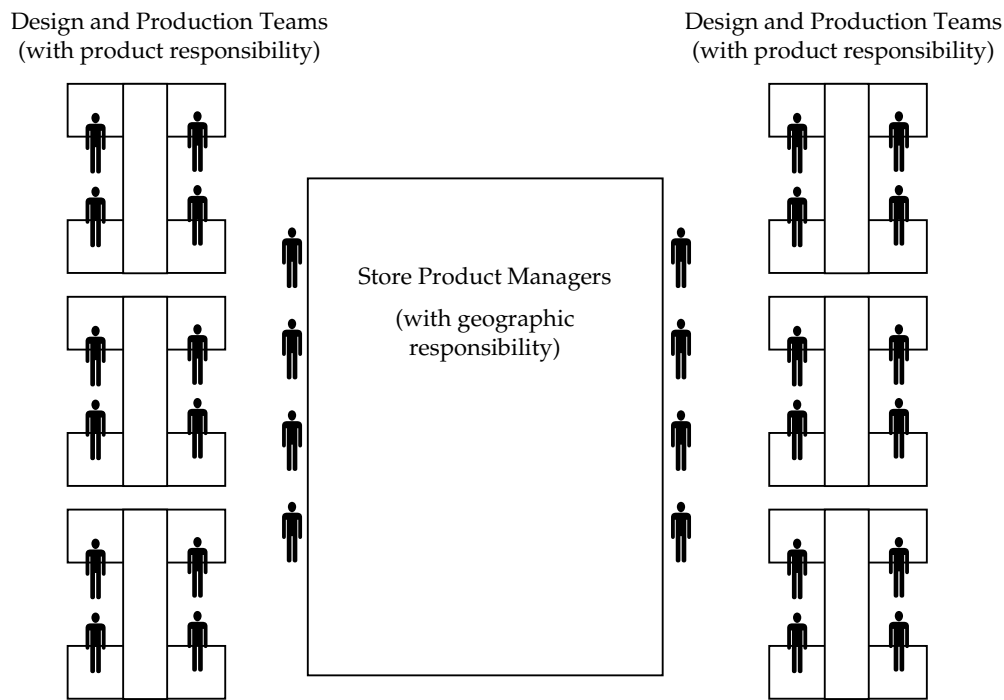 Design and Production Teams
(with product responsibility)
Design and Production Teams
(with product responsibility)
Store Product Managers
(with geographic
responsibility)